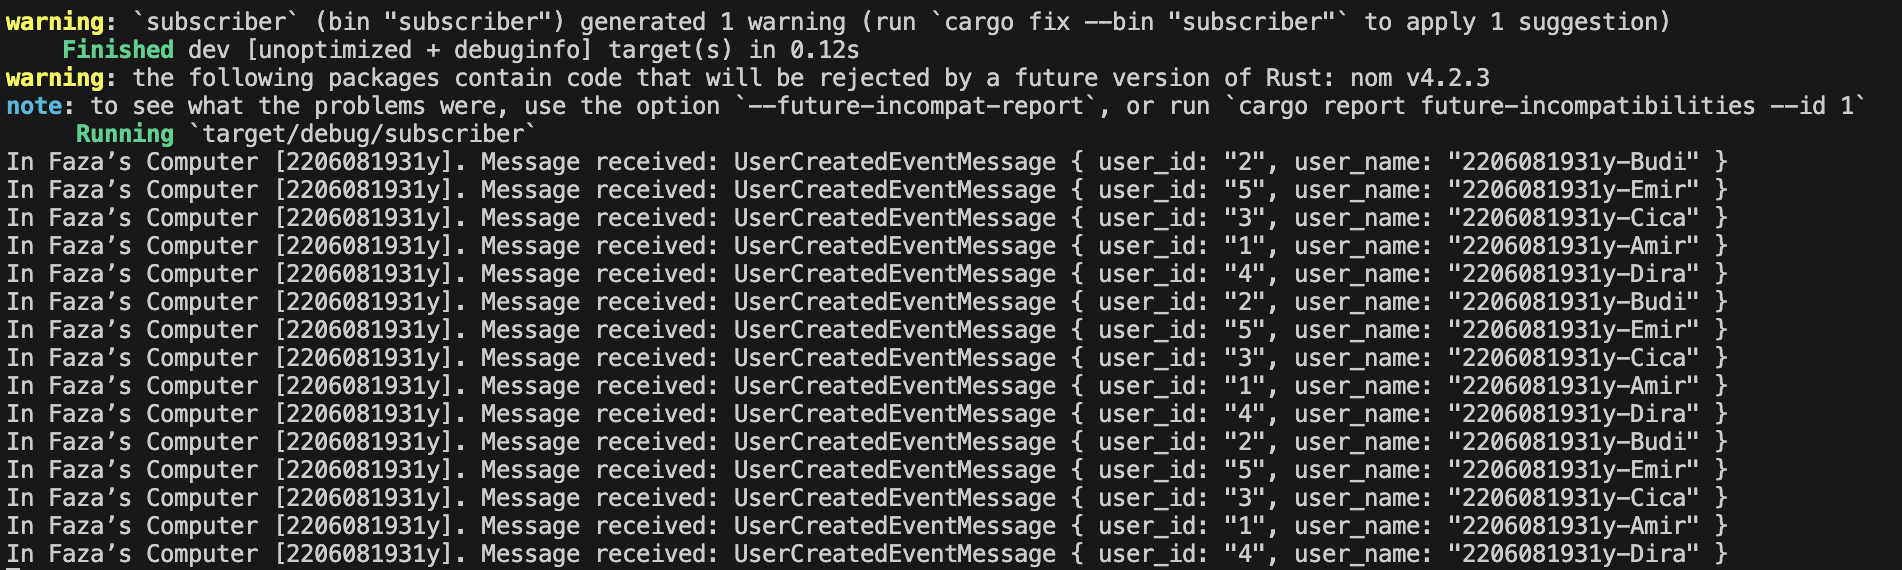 warning: `subscriber` (bin "subscriber") generated 1 warning (run `cargo fix --bin "subscriber"` to apply 1 suggestion)
Finished dev [unoptimized + debuginfo] target(s) in 0.12s
warning: the following packages contain code that will be rejected by a future version of Rust: nom v4.2.3
note: to see what the problems were, use the option `--future-incompat-report`, or run `cargo report future-incompatibilities --id 1`
Running `target/debug/subscriber`
In Faza’s Computer [2206081931y]. Message received: UserCreatedEventMessage { user_id: "2", user_name: "2206081931y-Budi" }
In Faza’s Computer [2206081931y]. Message received: UserCreatedEventMessage { user_id: "5", user_name: "2206081931y-Emir" }
In Faza’s Computer [2206081931y]. Message received: UserCreatedEventMessage { user_id: "3", user_name: "2206081931y-Cica" }
In Faza’s Computer [2206081931y]. Message received: UserCreatedEventMessage { user_id: "1", user_name: "2206081931y-Amir" }
In Faza’s Computer [2206081931y]. Message received: UserCreatedEventMessage { user_id: "4", user_name: "2206081931y-Dira" }
In Faza’s Computer [2206081931y]. Message received: UserCreatedEventMessage { user_id: "2", user_name: "2206081931y-Budi" }
In Faza’s Computer [2206081931y]. Message received: UserCreatedEventMessage { user_id: "5", user_name: "2206081931y-Emir" }
In Faza’s Computer [2206081931y]. Message received: UserCreatedEventMessage { user_id: "3", user_name: "2206081931y-Cica" }
In Faza’s Computer [2206081931y]. Message received: UserCreatedEventMessage { user_id: "1", user_name: "2206081931y-Amir" }
In Faza’s Computer [2206081931y]. Message received: UserCreatedEventMessage { user_id: "4", user_name: "2206081931y-Dira" }
In Faza’s Computer [2206081931y]. Message received: UserCreatedEventMessage { user_id: "2", user_name: "2206081931y-Budi" }
In Faza’s Computer [2206081931y]. Message received: UserCreatedEventMessage { user_id: "5", user_name: "2206081931y-Emir" }
In Faza’s Computer [2206081931y]. Message received: UserCreatedEventMessage { user_id: "3", user_name: "2206081931y-Cica" }
In Faza’s Computer [2206081931y]. Message received: UserCreatedEventMessage { user_id: "1", user_name: "2206081931y-Amir" }
In Faza’s Computer [2206081931y]. Message received: UserCreatedEventMessage { user_id: "4", user_name: "2206081931y-Dira" }